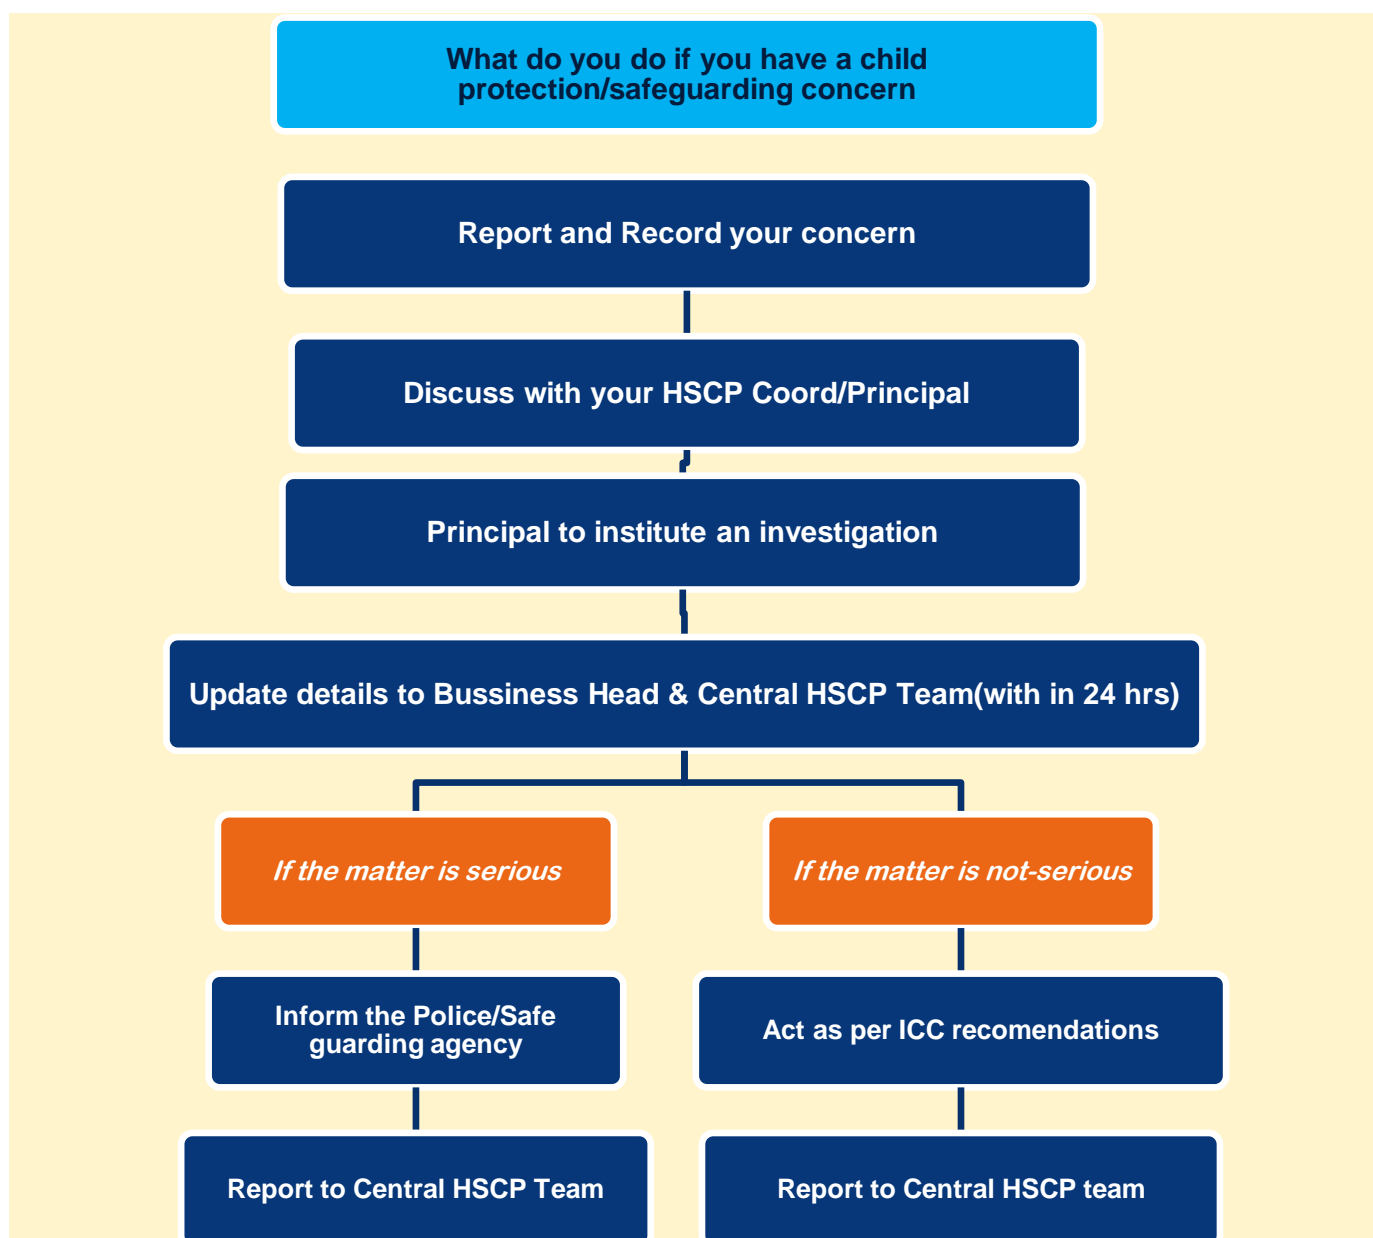 What do you do if you have a child
protection/safeguarding concern
Report and Record your concern
Discuss with your HSCP Coord/Principal
Principal to institute an investigation
Update details to Bussiness Head & Central HSCP Team(with in 24 hrs)
If the matter is serious
If the matter is not-serious
Inform the Police/Safe
guarding agency
Act as per ICC recomendations
Report to Central HSCP Team
Report to Central HSCP team